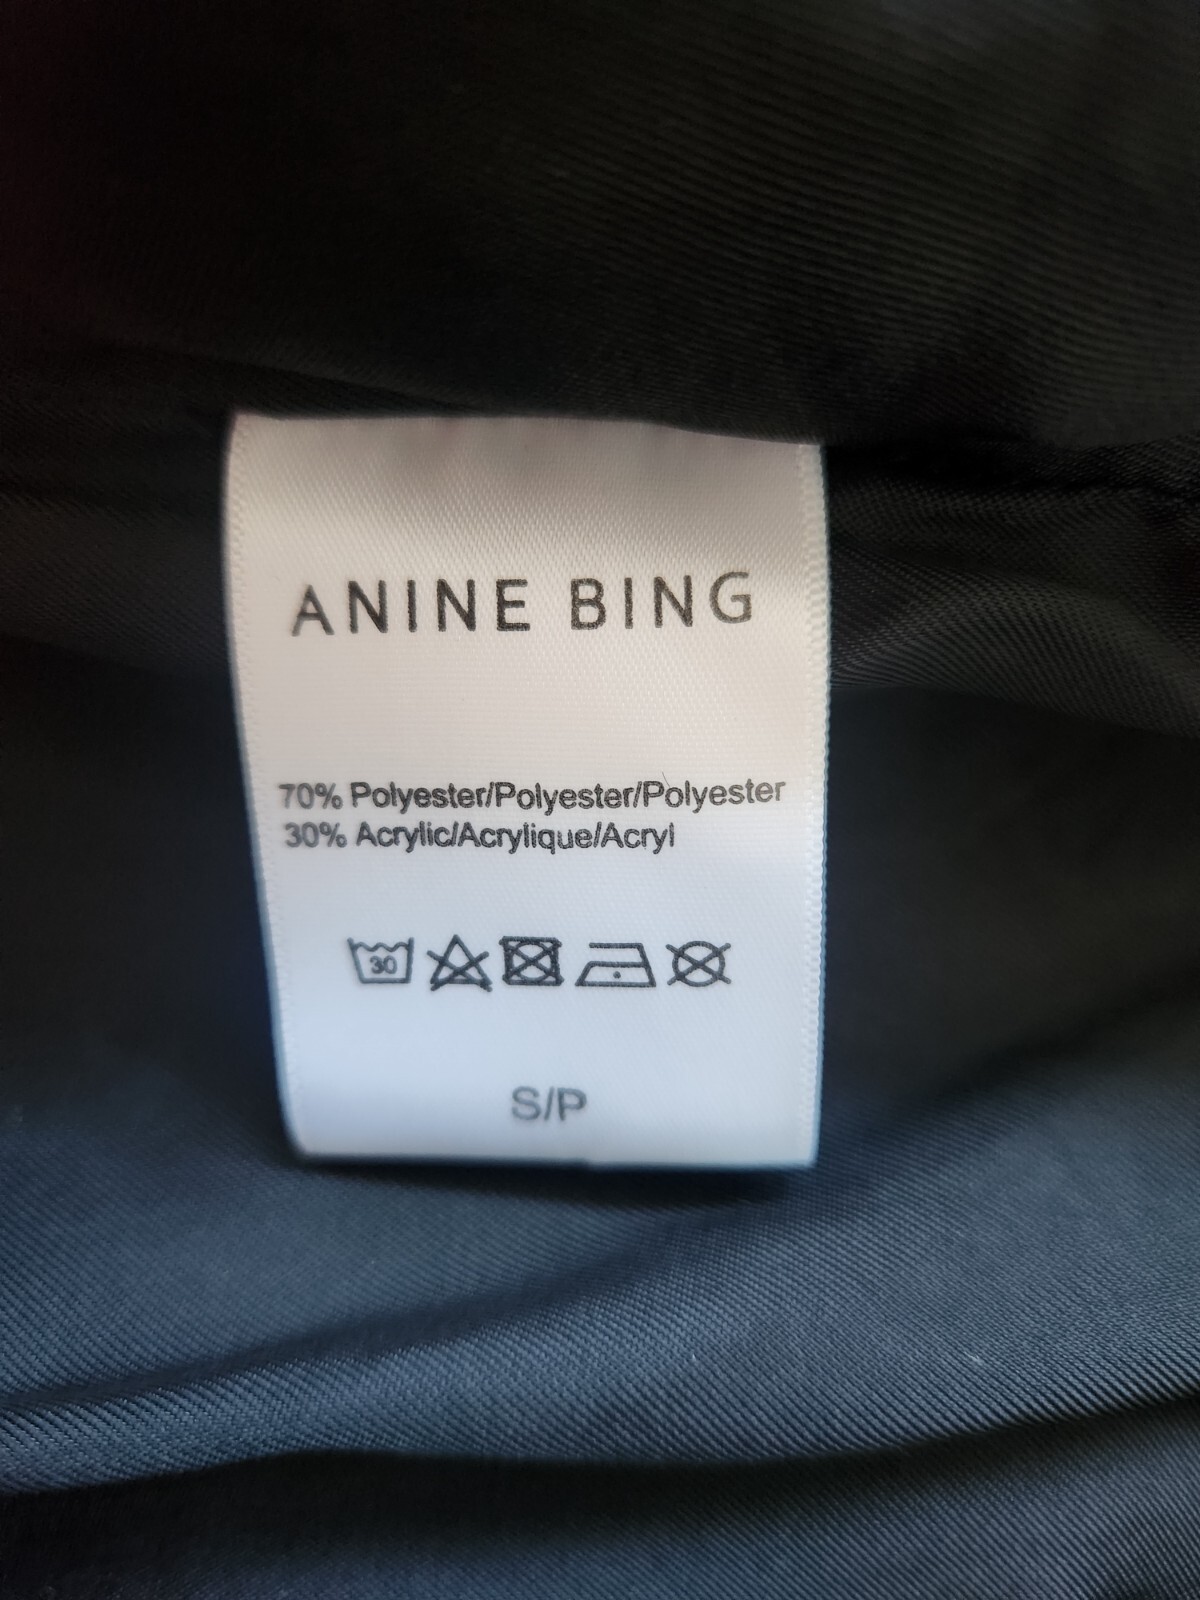 ANINE BING
70% Polyester/Polyester/Polyester
30% Acrylic/Acrylique/Acryl
30
S/P